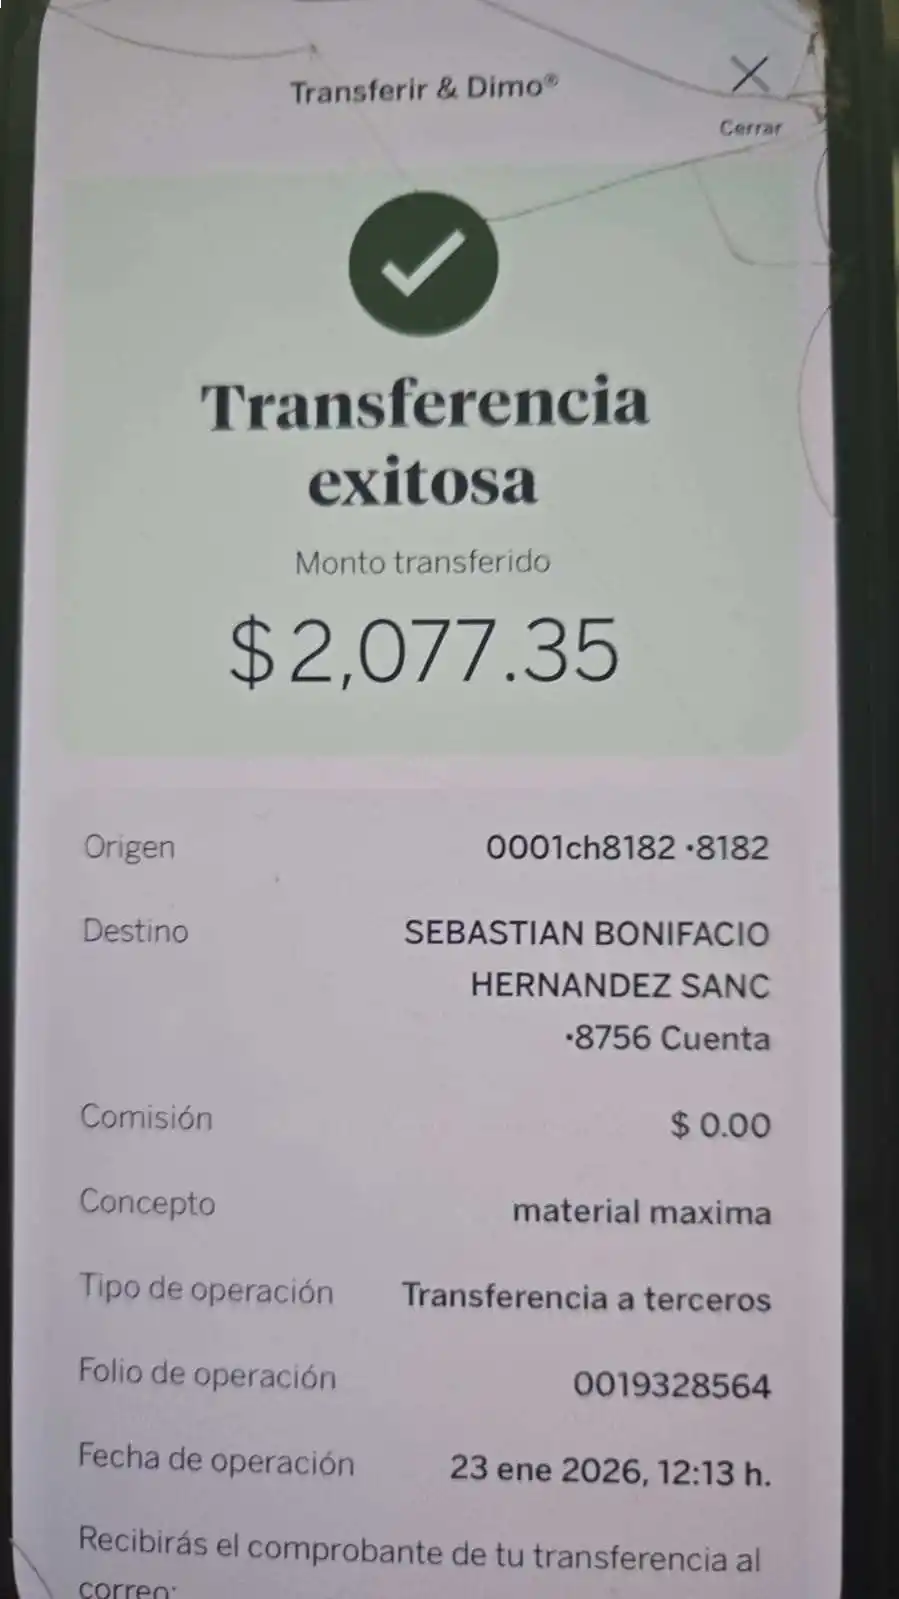 Transferir & Dimo®
Cerrar
Transferencia
exitosa
Monto transferido
$2,077.35
Origen 0001ch8182 •8182
Destino SEBASTIAN BONIFACIO
HERNANDEZ SANC
•8756 Cuenta
Comisión $ 0.00
Concepto material maxima
Tipo de operación Transferencia a terceros
Folio de operación 0019328564
Fecha de operación 23 ene 2026, 12:13 h.
Recibirás el comprobante de tu transferencia al
correo: